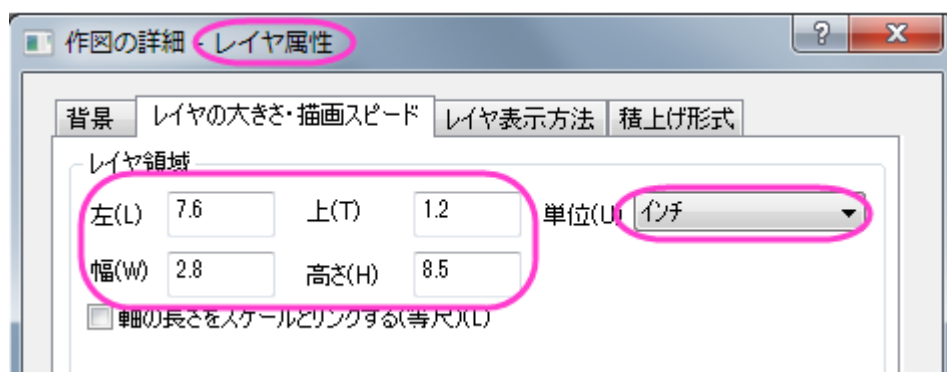 作図の詳細 - レイヤ属性
背景 レイヤの大きさ・描画スピード レイヤ表示方法 積上げ形式
レイヤ領域
左(L) 7.6 上(T) 1.2 単位(U) インチ
幅(W) 2.8 高さ(H) 8.5
軸の長さをスケールとリンクする(等尺)(L)